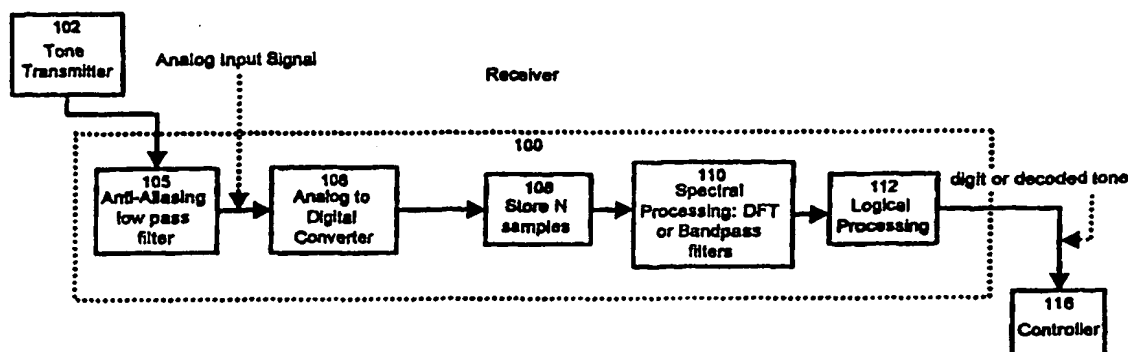 102
Tone
Transmitter
Analog Input Signal
Receiver
100
105
Anti-Aliasing
low pass
filter
106
Analog to
Digital
Converter
108
Store N
samples
110
Spectral
Processing: DFT
or Bandpass
filters
112
Logical
Processing
digit or decoded tone
116
Controller